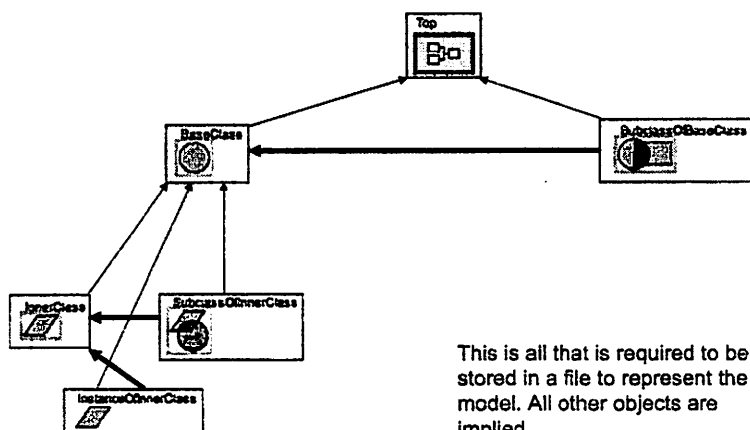 Top
BaseClass
SubclassOfBaseClass
InnerClass
SubclassOfInnerClass
InstanceOfInnerClass
This is all that is required to be
stored in a file to represent the
model. All other objects are
implied